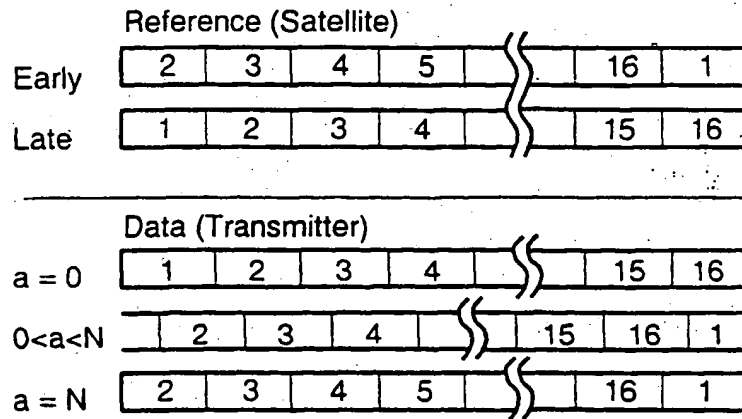 Reference (Satellite)
Early 2 3 4 5 16 1
Late 1 2 3 4 15 16
Data (Transmitter)
a = 0 1 2 3 4 15 16
0<a<N 2 3 4 15 16 1
a = N 2 3 4 5 16 1